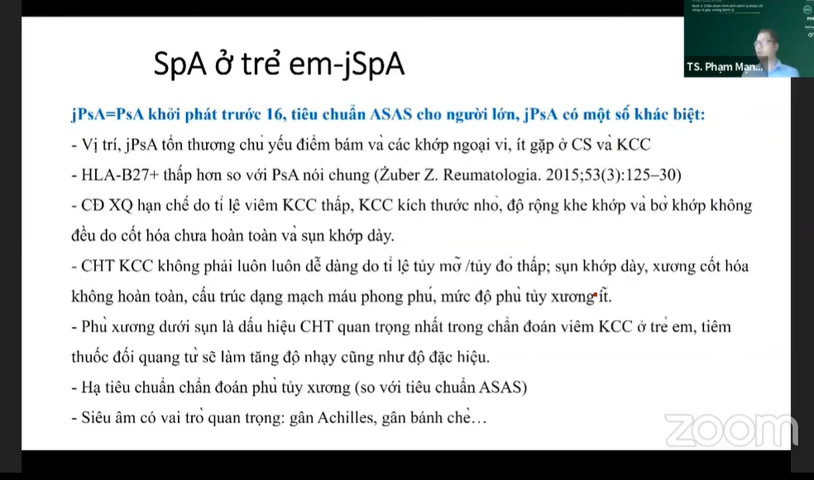 SpA ở trẻ em-jSpA
TS. Phạm Mạn...
jPsA=PsA khởi phát trước 16, tiêu chuẩn ASAS cho người lớn, jPsA có một số khác biệt:
- Vị trí, jPsA tổn thương chủ yếu điểm bám và các khớp ngoại vi, ít gặp ở CS và KCC
- HLA-B27+ thấp hơn so với PsA nói chung (Żuber Z. Reumatologia. 2015;53(3):125–30)
- CĐ XQ hạn chế do tỉ lệ viêm KCC thấp, KCC kích thước nhỏ, độ rộng khe khớp và bờ khớp không
đều do cốt hóa chưa hoàn toàn và sụn khớp dày.
- CHT KCC không phải luôn luôn dễ dàng do tỉ lệ tủy mỡ /tủy đỏ thấp; sụn khớp dày, xương cốt hóa
không hoàn toàn, cấu trúc dạng mạch máu phong phú, mức độ phù tủy xương ít.
- Phù xương dưới sụn là dấu hiệu CHT quan trọng nhất trong chẩn đoán viêm KCC ở trẻ em, tiêm
thuốc đối quang từ sẽ làm tăng độ nhạy cũng như độ đặc hiệu.
- Hạ tiêu chuẩn chẩn đoán phù tủy xương (so với tiêu chuẩn ASAS)
- Siêu âm có vai trò quan trọng: gân Achilles, gân bánh chè…
zoom